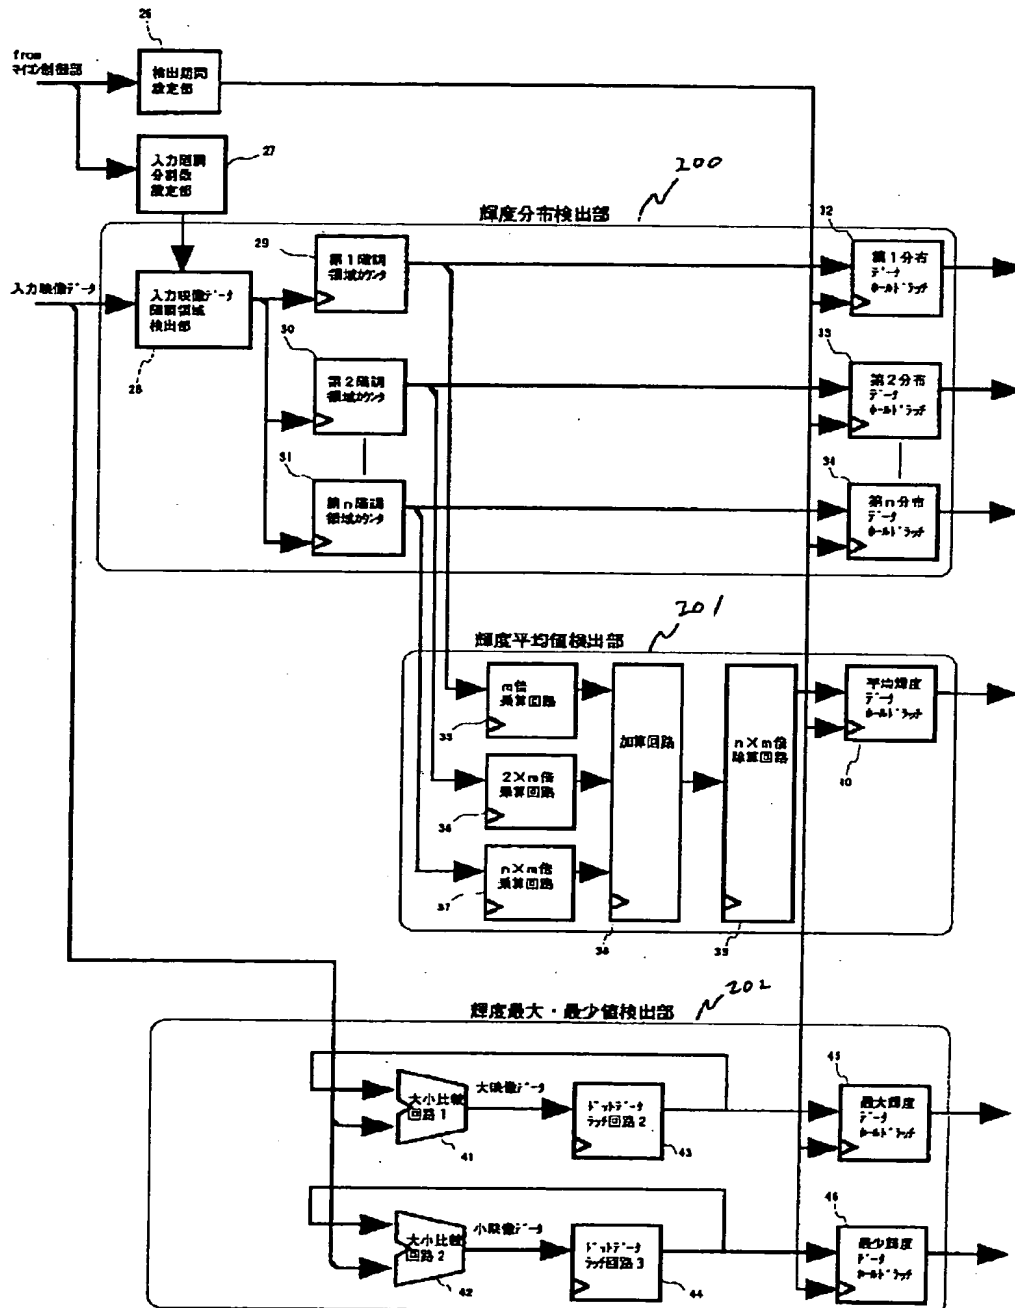 26
from
マイコン制御部
検出期間
設定部
入力階調
分割数
設定部
27
200
輝度分布検出部
29
第1階調
領域カウンタ
32
第1分布
データ
ホールドラッチ
入力映像データ
入力映像データ
階調領域
検出部
28
30
第2階調
領域カウンタ
33
第2分布
データ
ホールドラッチ
31
第n階調
領域カウンタ
34
第n分布
データ
ホールドラッチ
201
輝度平均値検出部
m倍
乗算回路
35
加算回路
n×m倍
除算回路
平均輝度
データ
ホールドラッチ
40
2×m倍
乗算回路
36
n×m倍
乗算回路
37
38
39
202
輝度最大・最少値検出部
大小比較
回路1
41
大映像データ
ドットデータ
ラッチ回路2
43
45
最大輝度
データ
ホールドラッチ
大小比較
回路2
42
小映像データ
ドットデータ
ラッチ回路3
44
46
最少輝度
データ
ホールドラッチ